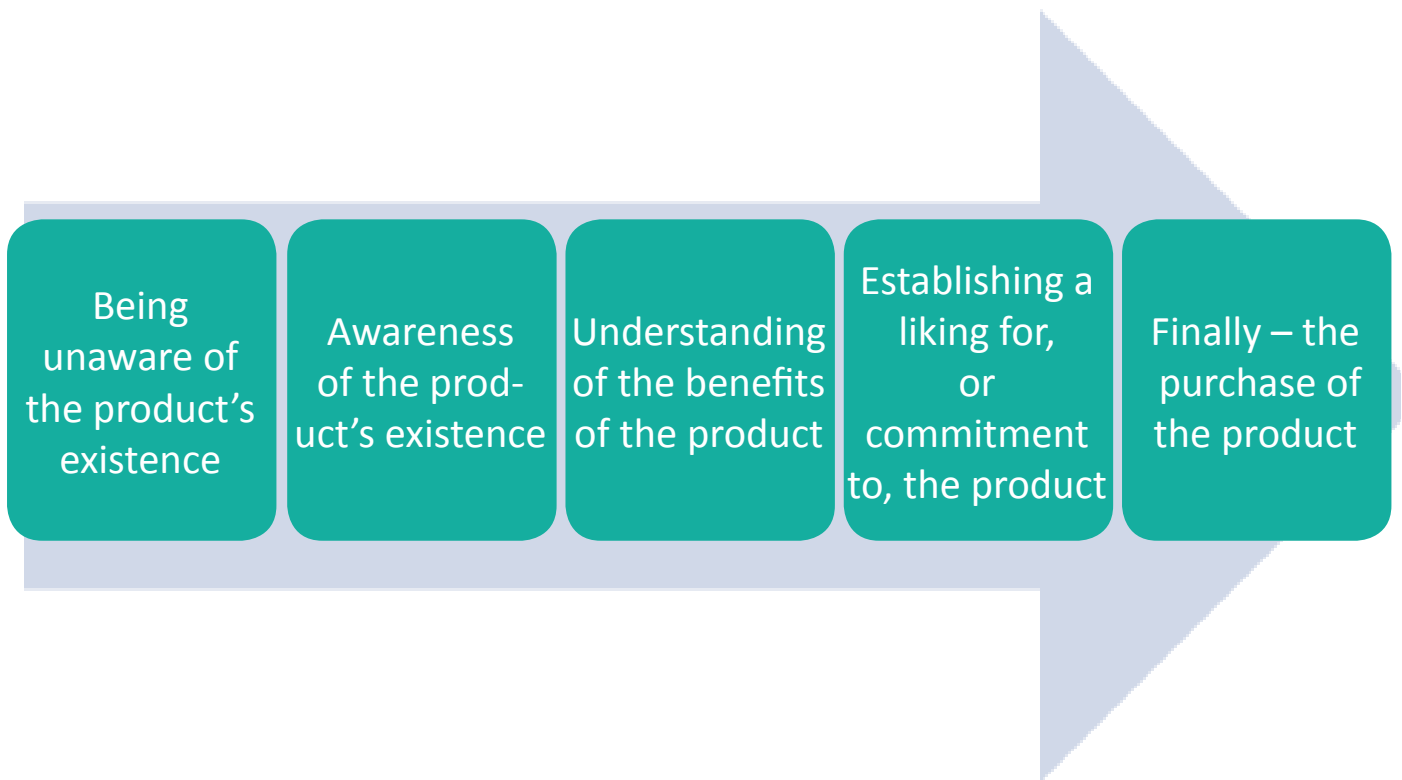 Being
unaware of
the product’s
existence
Awareness
of the prod-
uct’s existence
Understanding
of the benefits
of the product
Establishing a
liking for,
or
commitment
to, the product
Finally – the
purchase of
the product